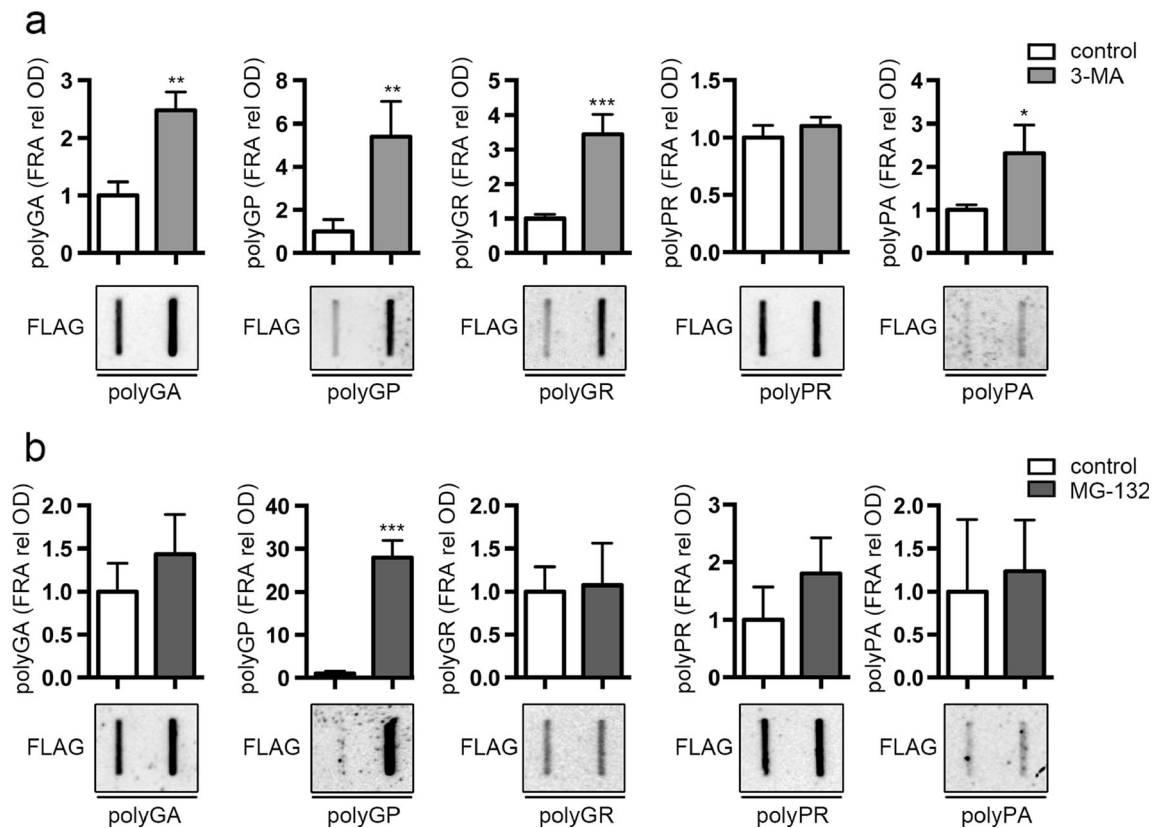 a
control
3-MA
polyGA (FRA rel OD)
3
2
1
0
**
polyGP (FRA rel OD)
8
6
4
2
0
**
polyGR (FRA rel OD)
5
4
3
2
1
0
***
polyPR (FRA rel OD)
1.5
1.0
0.5
0.0
polyPA (FRA rel OD)
4
3
2
1
0
*
FLAG
FLAG
FLAG
FLAG
FLAG
polyGA
polyGP
polyGR
polyPR
polyPA
b
control
MG-132
polyGA (FRA rel OD)
2.0
1.5
1.0
0.5
0.0
polyGP (FRA rel OD)
40
30
20
10
0
***
polyGR (FRA rel OD)
2.0
1.5
1.0
0.5
0.0
polyPR (FRA rel OD)
3
2
1
0
polyPA (FRA rel OD)
2.0
1.5
1.0
0.5
0.0
FLAG
FLAG
FLAG
FLAG
FLAG
polyGA
polyGP
polyGR
polyPR
polyPA